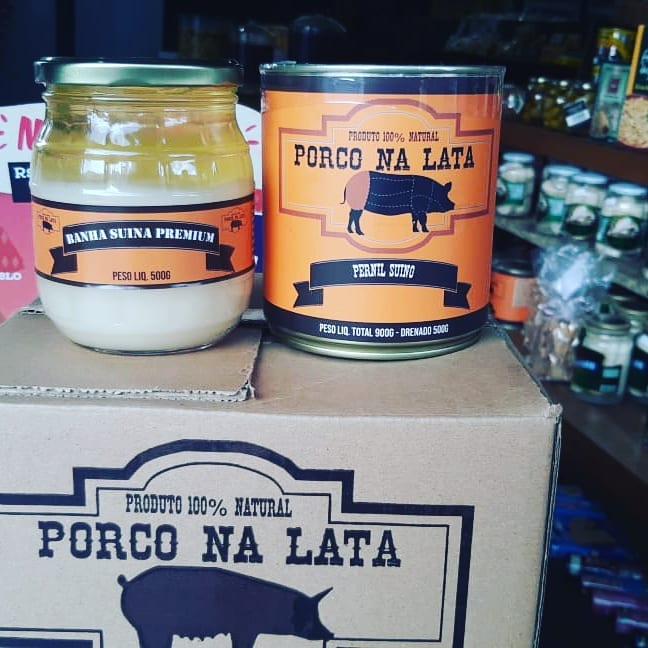 R$
BANHA SUINA PREMIUM
PESO LIQ. 500G
PRODUTO 100% NATURAL
PORCO NA LATA
PERNIL SUINO
PESO LIQ. TOTAL 900G - DRENADO 500G
PRODUTO 100% NATURAL
PORCO NA LATA